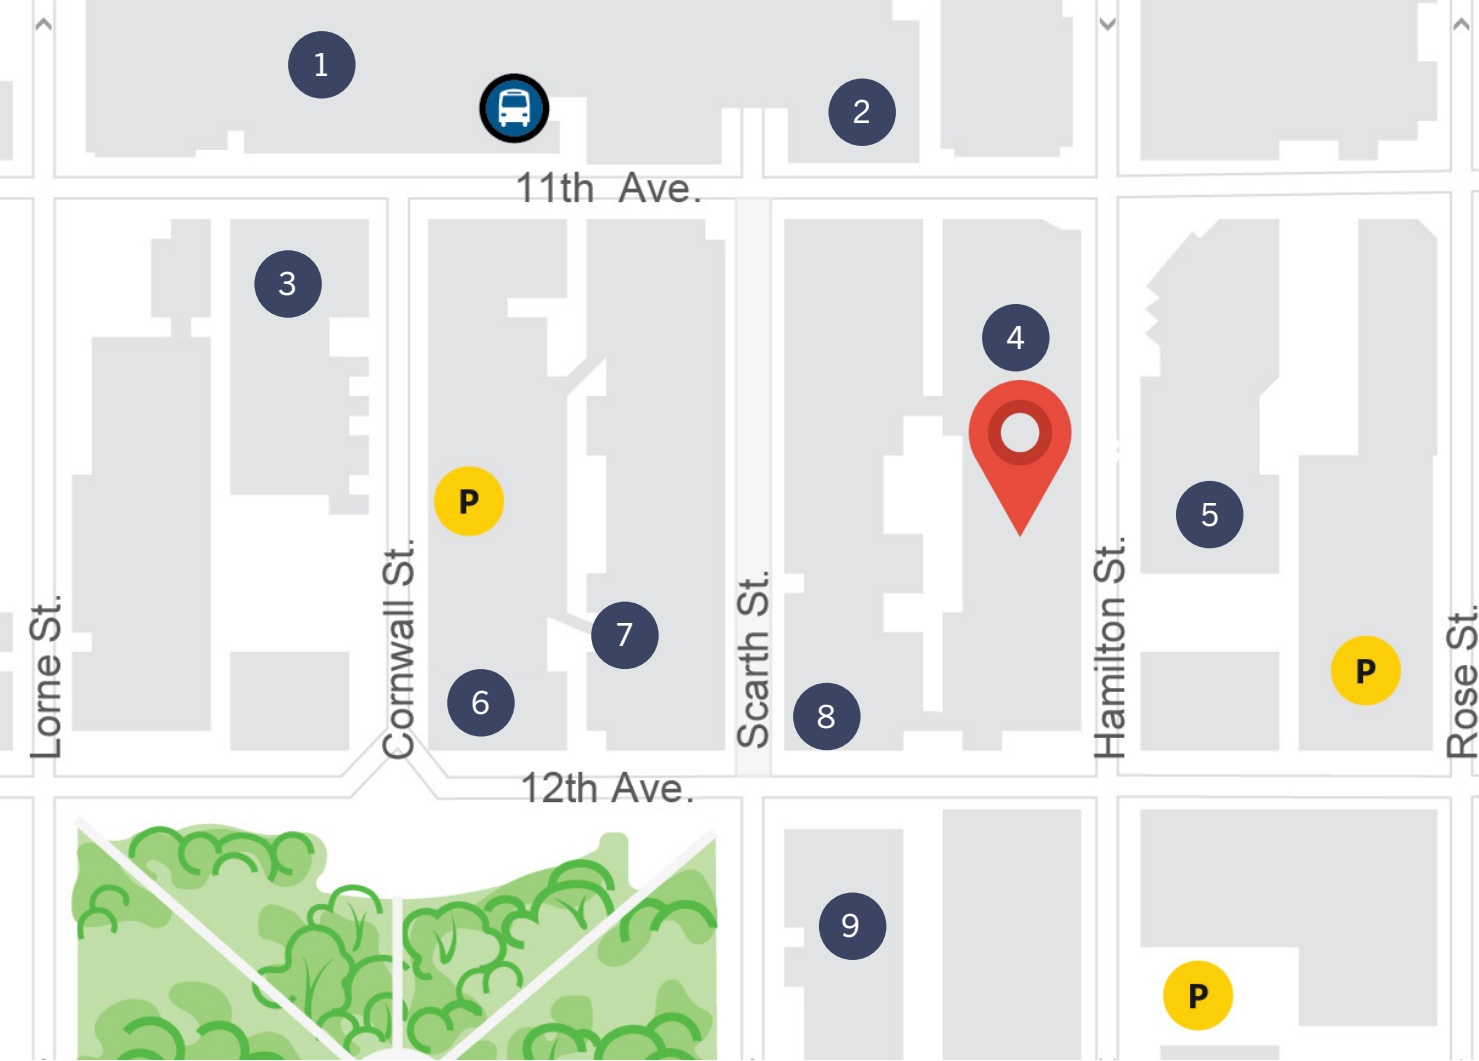 1
2
11th Ave.
3
4
P
5
Lorne St.
Cornwall St.
Scarth St.
Hamilton St.
Rose St.
7
P
6
8
12th Ave.
9
P